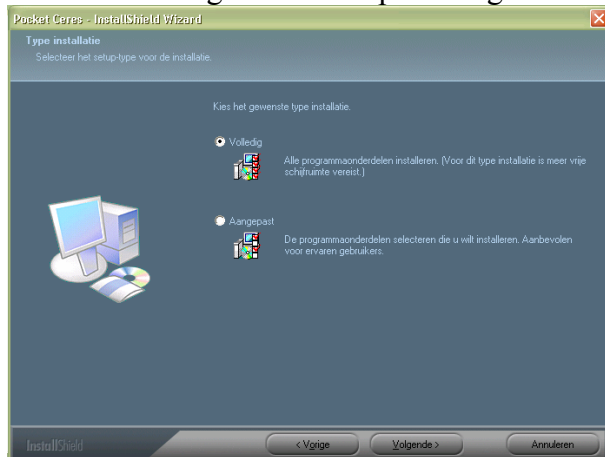 Pocket Ceres - InstallShield Wizard
Type installatie
Selecteer het setup-type voor de installatie.
Kies het gewenste type installatie.
Volledig
Alle programmaonderdelen installeren. (Voor dit type installatie is meer vrije
schijfruimte vereist.)
Aangepast
De programmaonderdelen selecteren die u wilt installeren. Aanbevolen
voor ervaren gebruikers.
InstallShield
< Vorige
Volgende >
Annuleren